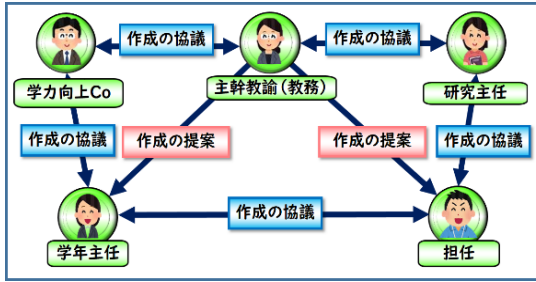 作成の協議
作成の協議
学力向上Co
主幹教諭(教務)
研究主任
作成の協議
作成の提案
作成の提案
作成の協議
作成の協議
学年主任
担任